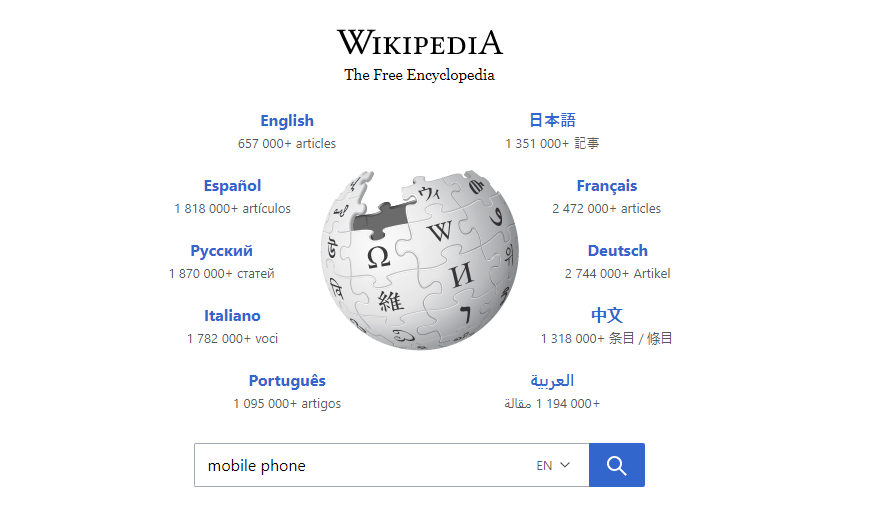 WIKIPEDIA
The Free Encyclopedia
English
657 000+ articles
日本語
1 351 000+ 記事
Español
1 818 000+ artículos
Français
2 472 000+ articles
Русский
1 870 000+ статей
Deutsch
2 744 000+ Artikel
Italiano
1 782 000+ voci
中文
1 318 000+ 条目 / 條目
Português
1 095 000+ artigos
العربية
1 194 000+ مقالة
ウィ
W
Ω
И
維
mobile phone
EN